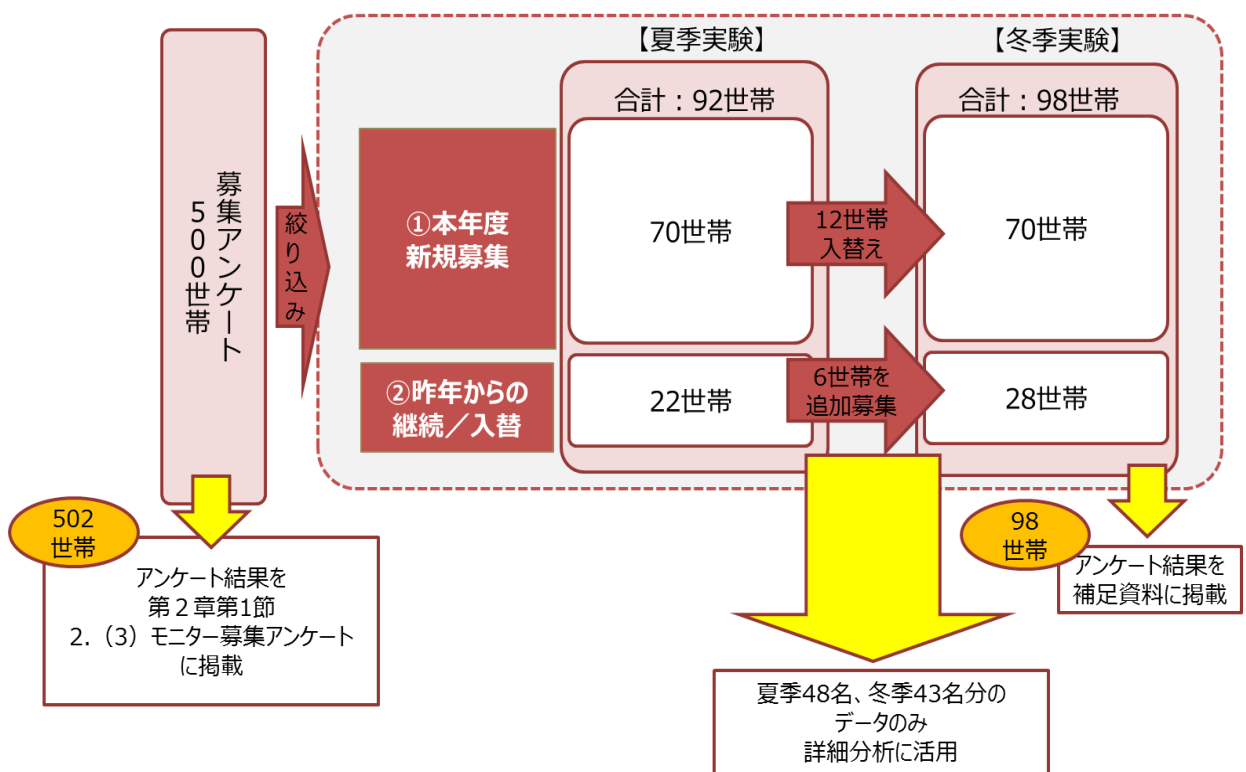 募集アンケート
500世帯
絞り込み
【夏季実験】
【冬季実験】
合計：92世帯
合計：98世帯
①本年度
新規募集
70世帯
12世帯
入替え
70世帯
②昨年からの
継続／入替
22世帯
6世帯を
追加募集
28世帯
502
世帯
アンケート結果を
第２章第1節
2.（3）モニター募集アンケート
に掲載
98
世帯
アンケート結果を
補足資料に掲載
夏季48名、冬季43名分の
データのみ
詳細分析に活用